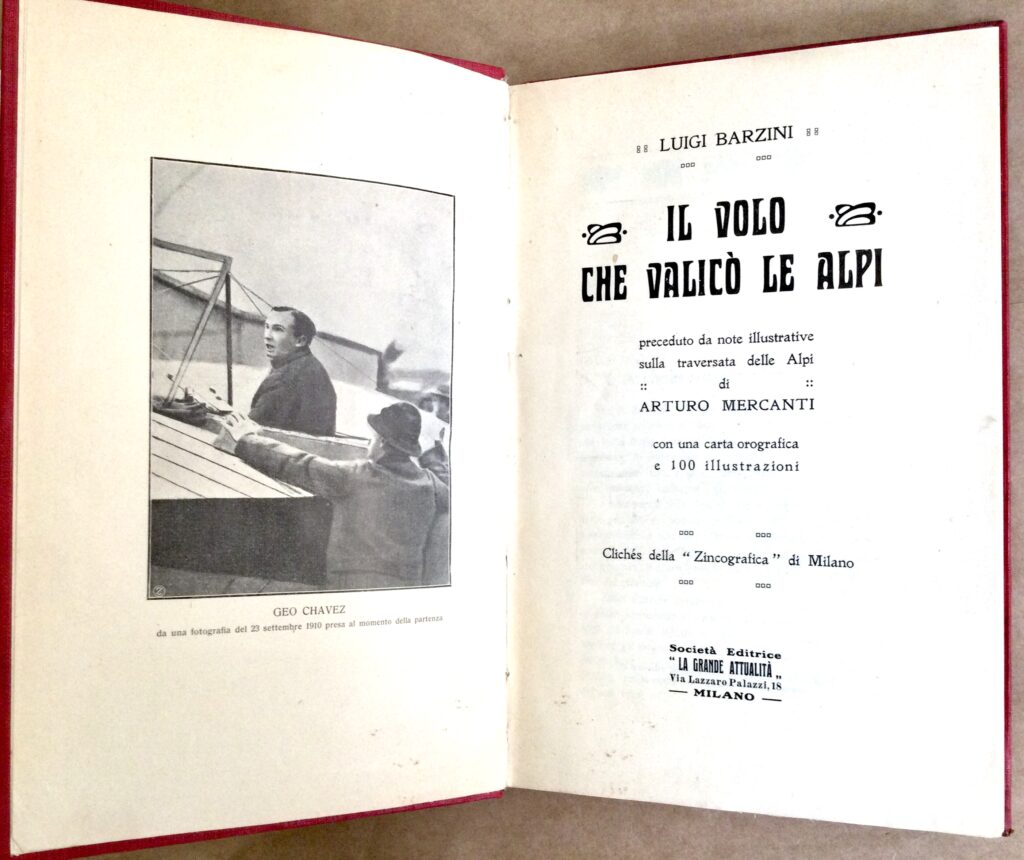 GEO CHAVEZ
da una fotografia del 23 settembre 1910 presa al momento della partenza
LUIGI BARZINI
IL VOLO
CHE VALICÒ LE ALPI
preceduto da note illustrative
sulla traversata delle Alpi
:: di ::
ARTURO MERCANTI
con una carta orografica
e 100 illustrazioni
Clichés della "Zincografica" di Milano
Società Editrice
"LA GRANDE ATTUALITÀ„
Via Lazzaro Palazzi, 18
— MILANO —